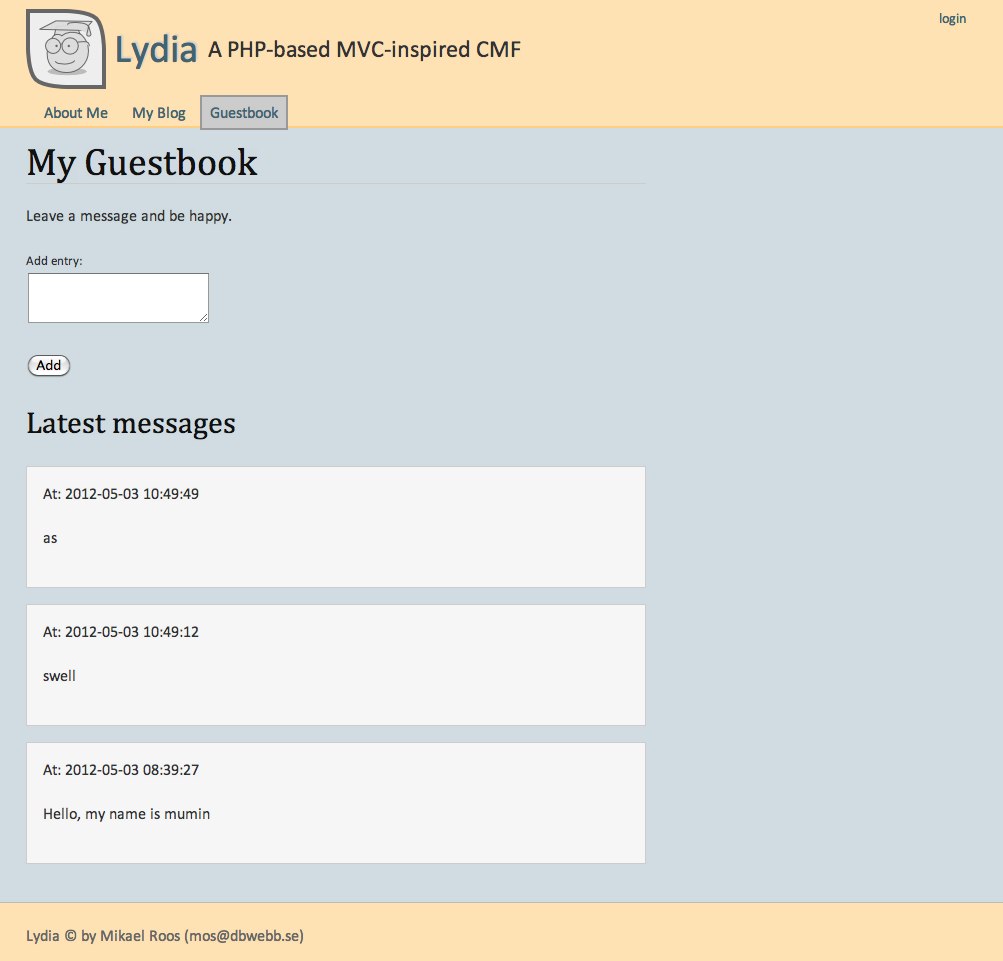 login
Lydia A PHP-based MVC-inspired CMF
About Me My Blog Guestbook
My Guestbook
Leave a message and be happy.
Add entry:
Add
Latest messages
At: 2012-05-03 10:49:49
as
At: 2012-05-03 10:49:12
swell
At: 2012-05-03 08:39:27
Hello, my name is mumin
Lydia © by Mikael Roos (mos@dbwebb.se)